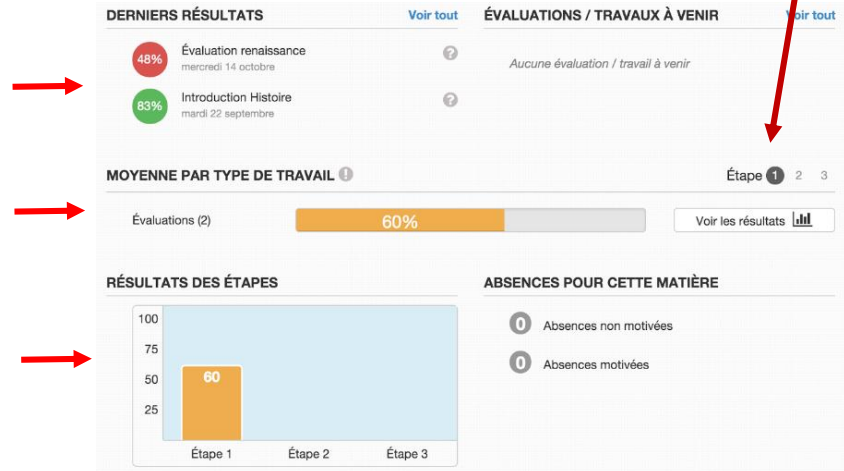 DERNIERS RÉSULTATS
Voir tout
48%
Évaluation renaissance
mercredi 14 octobre
?
83%
Introduction Histoire
mardi 22 septembre
?
ÉVALUATIONS / TRAVAUX À VENIR
Voir tout
Aucune évaluation / travail à venir
MOYENNE PAR TYPE DE TRAVAIL !
Étape 1 2 3
Évaluations (2)
60%
Voir les résultats
RÉSULTATS DES ÉTAPES
100
75
50
25
60
Étape 1
Étape 2
Étape 3
ABSENCES POUR CETTE MATIÈRE
0 Absences non motivées
0 Absences motivées